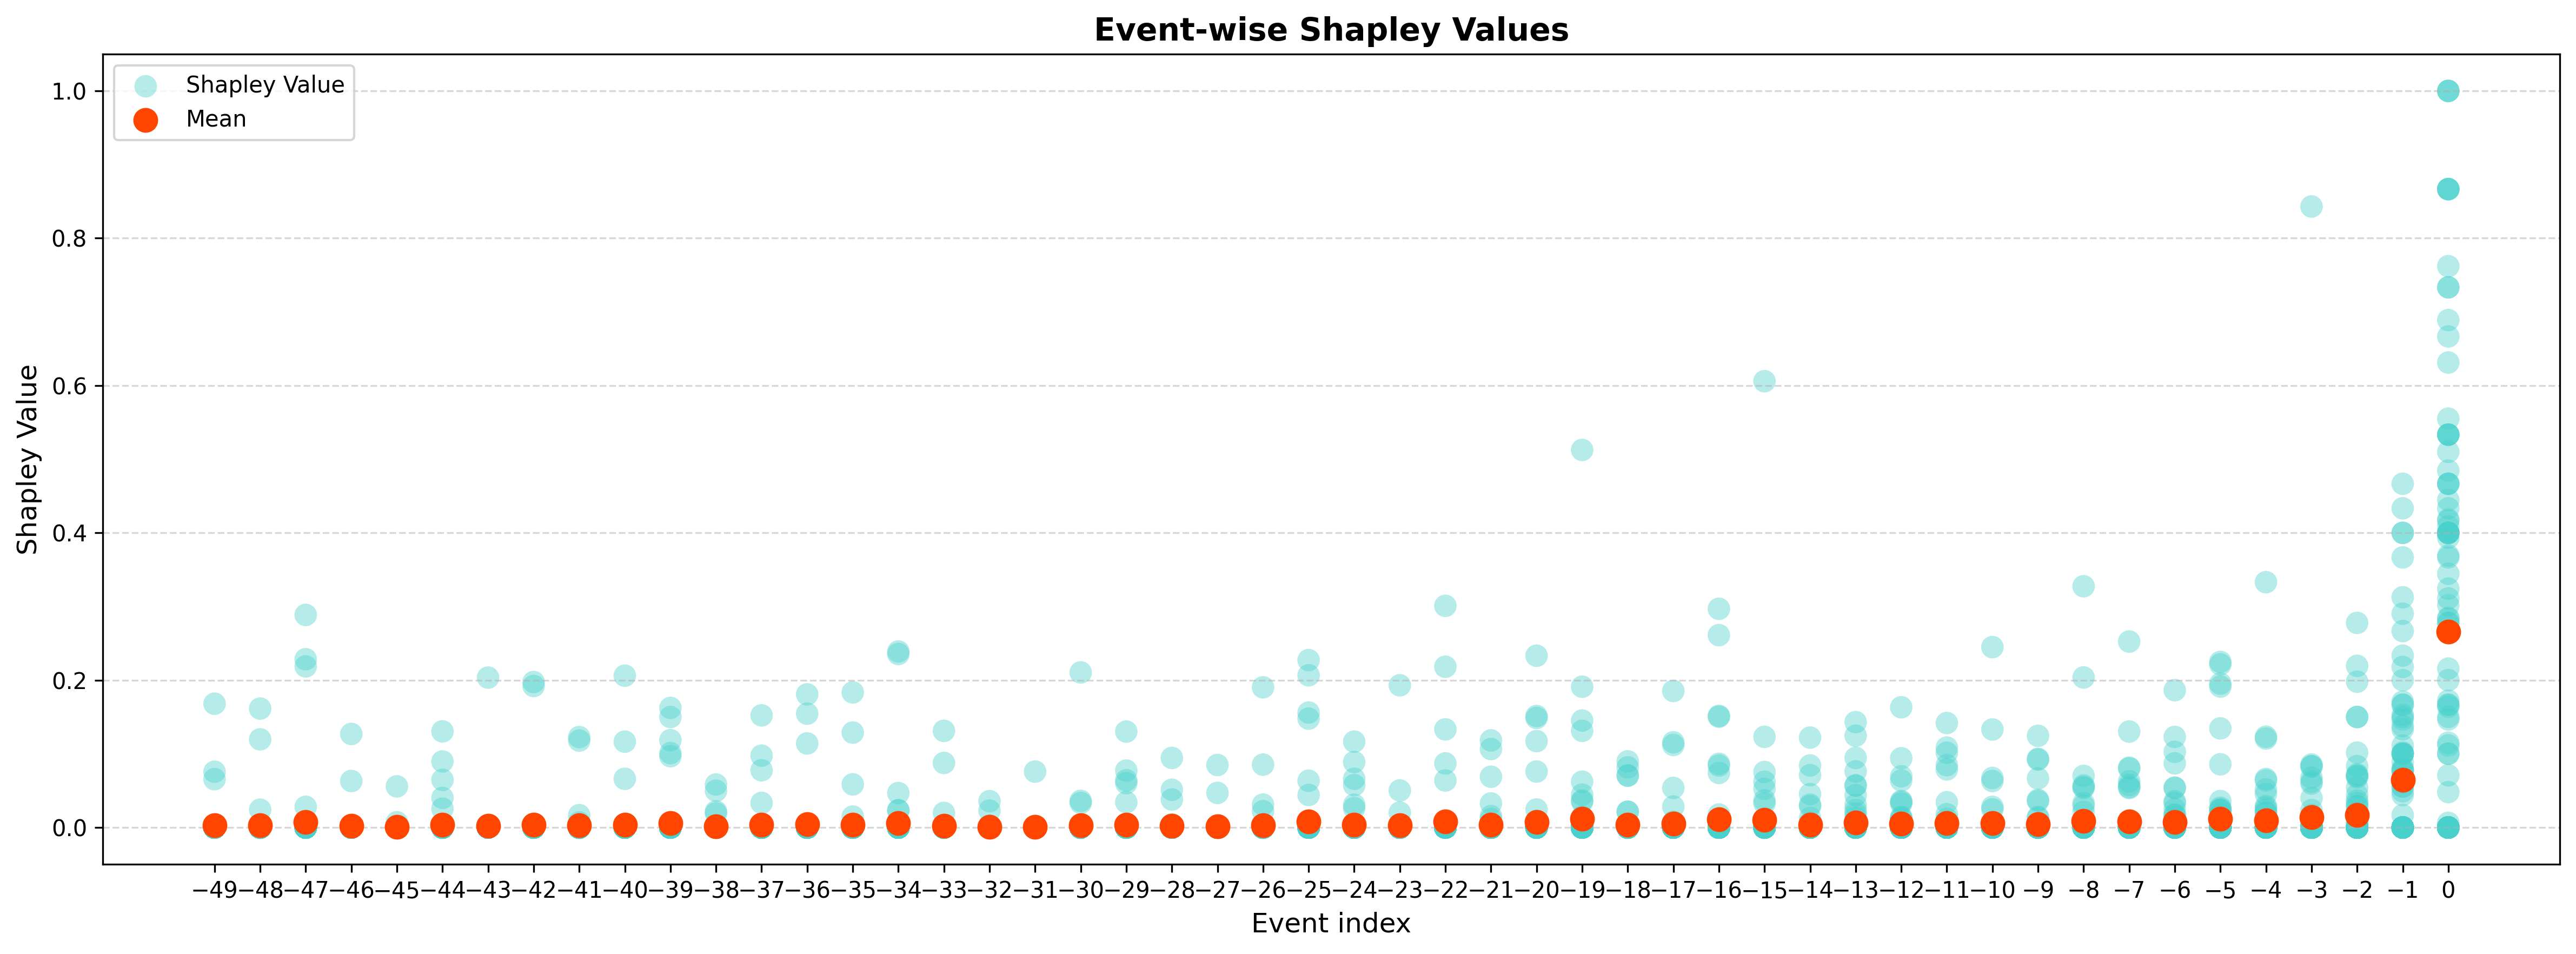 Event-wise Shapley Values
Shapley Value
Mean
1.0
0.8
0.6
0.4
0.2
0.0
Shapley Value
−49 −48 −47 −46 −45 −44 −43 −42 −41 −40 −39 −38 −37 −36 −35 −34 −33 −32 −31 −30 −29 −28 −27 −26 −25 −24 −23 −22 −21 −20 −19 −18 −17 −16 −15 −14 −13 −12 −11 −10 −9 −8 −7 −6 −5 −4 −3 −2 −1 0
Event index